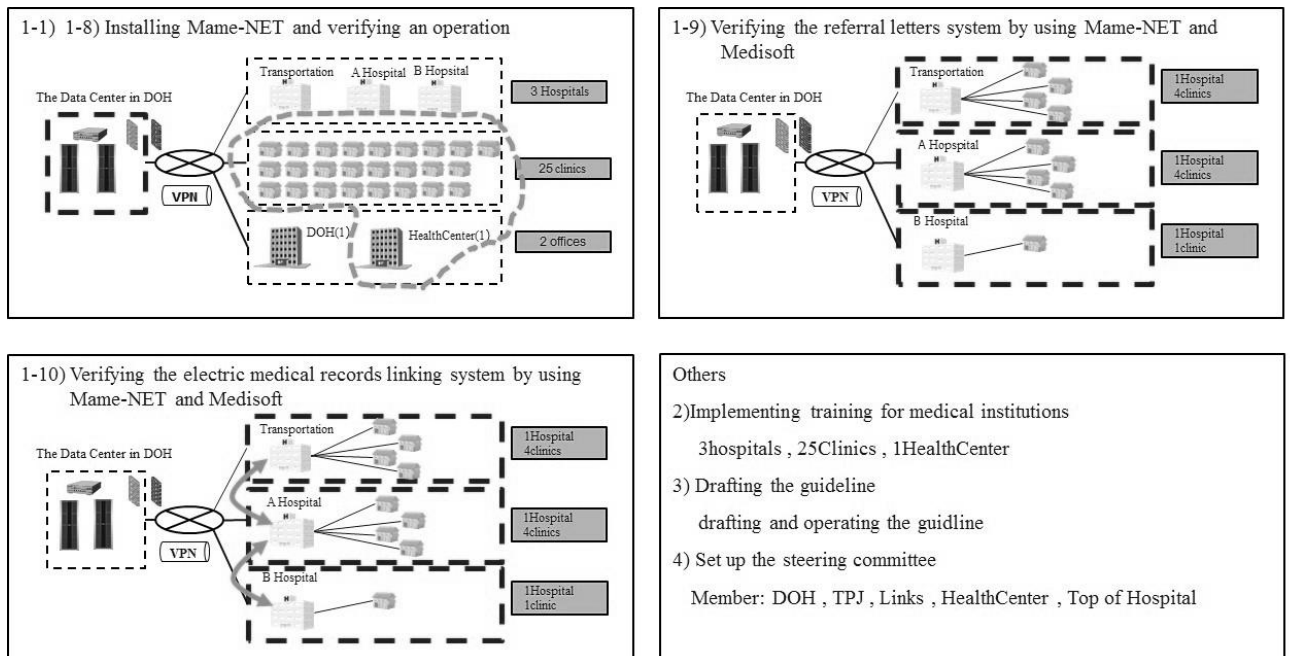 1-1) 1-8) Installing Mame-NET and verifying an operation
Transportation
A Hospital
B Hopsital
3 Hospitals
The Data Center in DOH
VPN
25 clinics
DOH(1)
HealthCenter(1)
2 offices
1-9) Verifying the referral letters system by using Mame-NET and
Medisoft
Transportation
1Hospital
4clinics
The Data Center in DOH
A Hopspital
1Hospital
4clinics
VPN
B Hospital
1Hospital
1clinic
1-10) Verifying the electric medical records linking system by using
Mame-NET and Medisoft
Transportation
1Hospital
4clinics
The Data Center in DOH
A Hospital
1Hospital
4clinics
VPN
B Hospital
1Hospital
1clinic
Others
2)Implementing training for medical institutions
3hospitals , 25Clinics , 1HealthCenter
3) Drafting the guideline
drafting and operating the guidline
4) Set up the steering committee
Member: DOH , TPJ , Links , HealthCenter , Top of Hospital